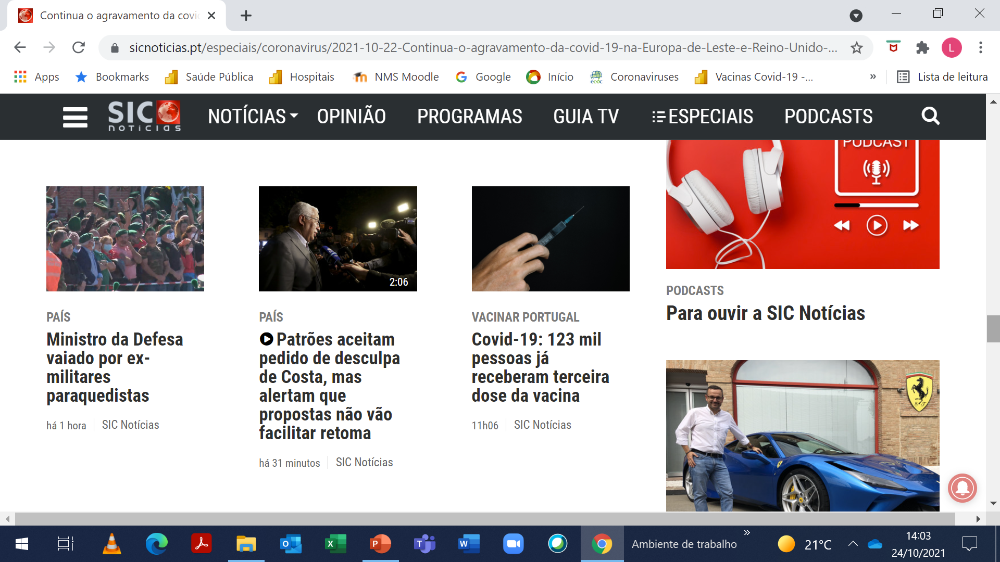 Continua o agravamento da covi
sicnoticias.pt/especiais/coronavirus/2021-10-22-Continua-o-agravamento-da-covid-19-na-Europa-de-Leste-e-Reino-Unido-...
L
Apps
Bookmarks
Saúde Pública
Hospitais
NMS Moodle
Google
Início
ecdc
Coronaviruses
Vacinas Covid-19 -...
»
Lista de leitura
SIC
notícias
NOTÍCIAS
OPINIÃO
PROGRAMAS
GUIA TV
ESPECIAIS
PODCASTS
PODCAST
2:06
PAÍS
Ministro da Defesa
vaiado por ex-
militares
paraquedistas
há 1 hora
SIC Notícias
PAÍS
Patrões aceitam
pedido de desculpa
de Costa, mas
alertam que
propostas não vão
facilitar retoma
há 31 minutos
SIC Notícias
VACINAR PORTUGAL
Covid-19: 123 mil
pessoas já
receberam terceira
dose da vacina
11h06
SIC Notícias
PODCASTS
Para ouvir a SIC Notícias
S F
Ambiente de trabalho
»
21°C
14:03
24/10/2021